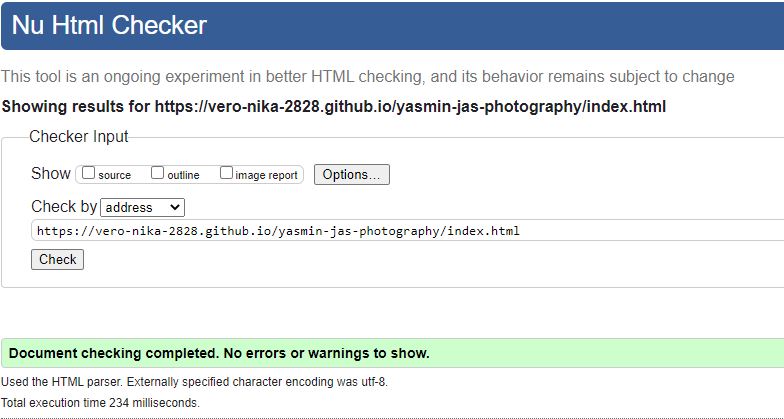 Nu Html Checker
This tool is an ongoing experiment in better HTML checking, and its behavior remains subject to change
Showing results for https://vero-nika-2828.github.io/yasmin-jas-photography/index.html
Checker Input
Show source outline image report Options...
Check by address
https://vero-nika-2828.github.io/yasmin-jas-photography/index.html
Check
Document checking completed. No errors or warnings to show.
Used the HTML parser. Externally specified character encoding was utf-8.
Total execution time 234 milliseconds.